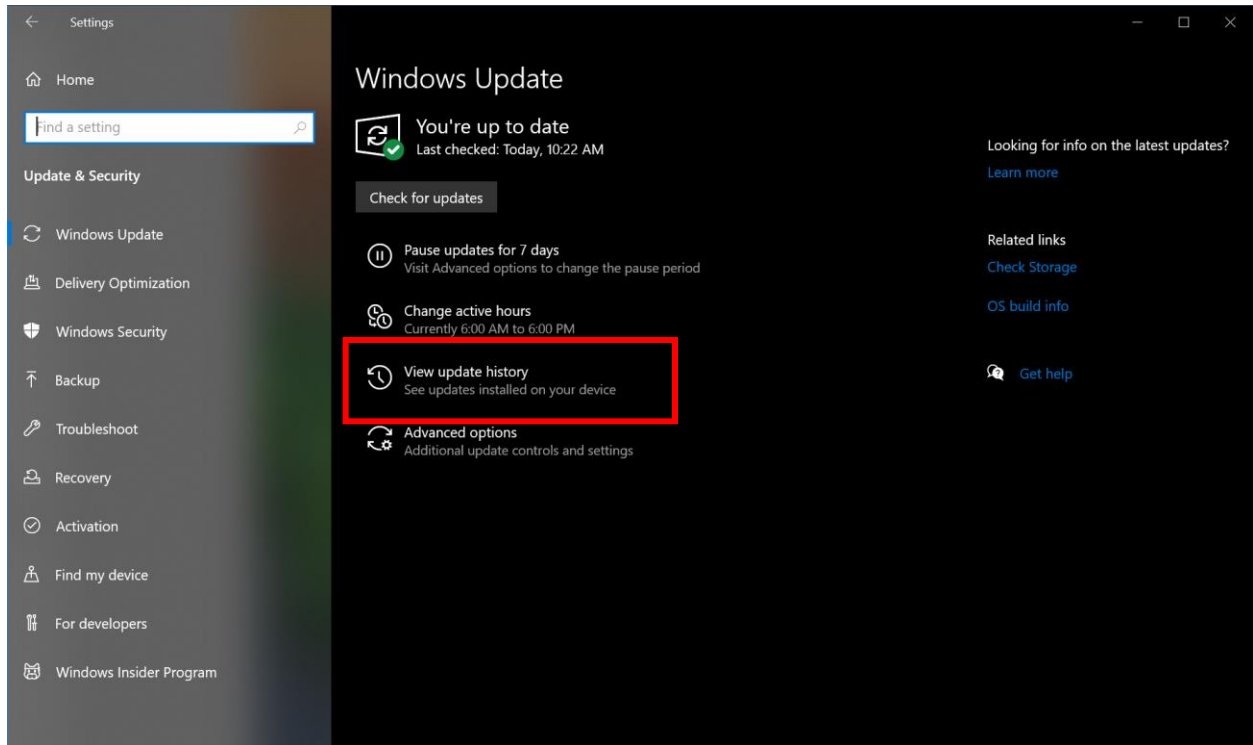 Settings
Home
Find a setting
Update & Security
Windows Update
Delivery Optimization
Windows Security
Backup
Troubleshoot
Recovery
Activation
Find my device
For developers
Windows Insider Program
Windows Update
You're up to date
Last checked: Today, 10:22 AM
Check for updates
Pause updates for 7 days
Visit Advanced options to change the pause period
Change active hours
Currently 6:00 AM to 6:00 PM
View update history
See updates installed on your device
Advanced options
Additional update controls and settings
Looking for info on the latest updates?
Learn more
Related links
Check Storage
OS build info
Get help